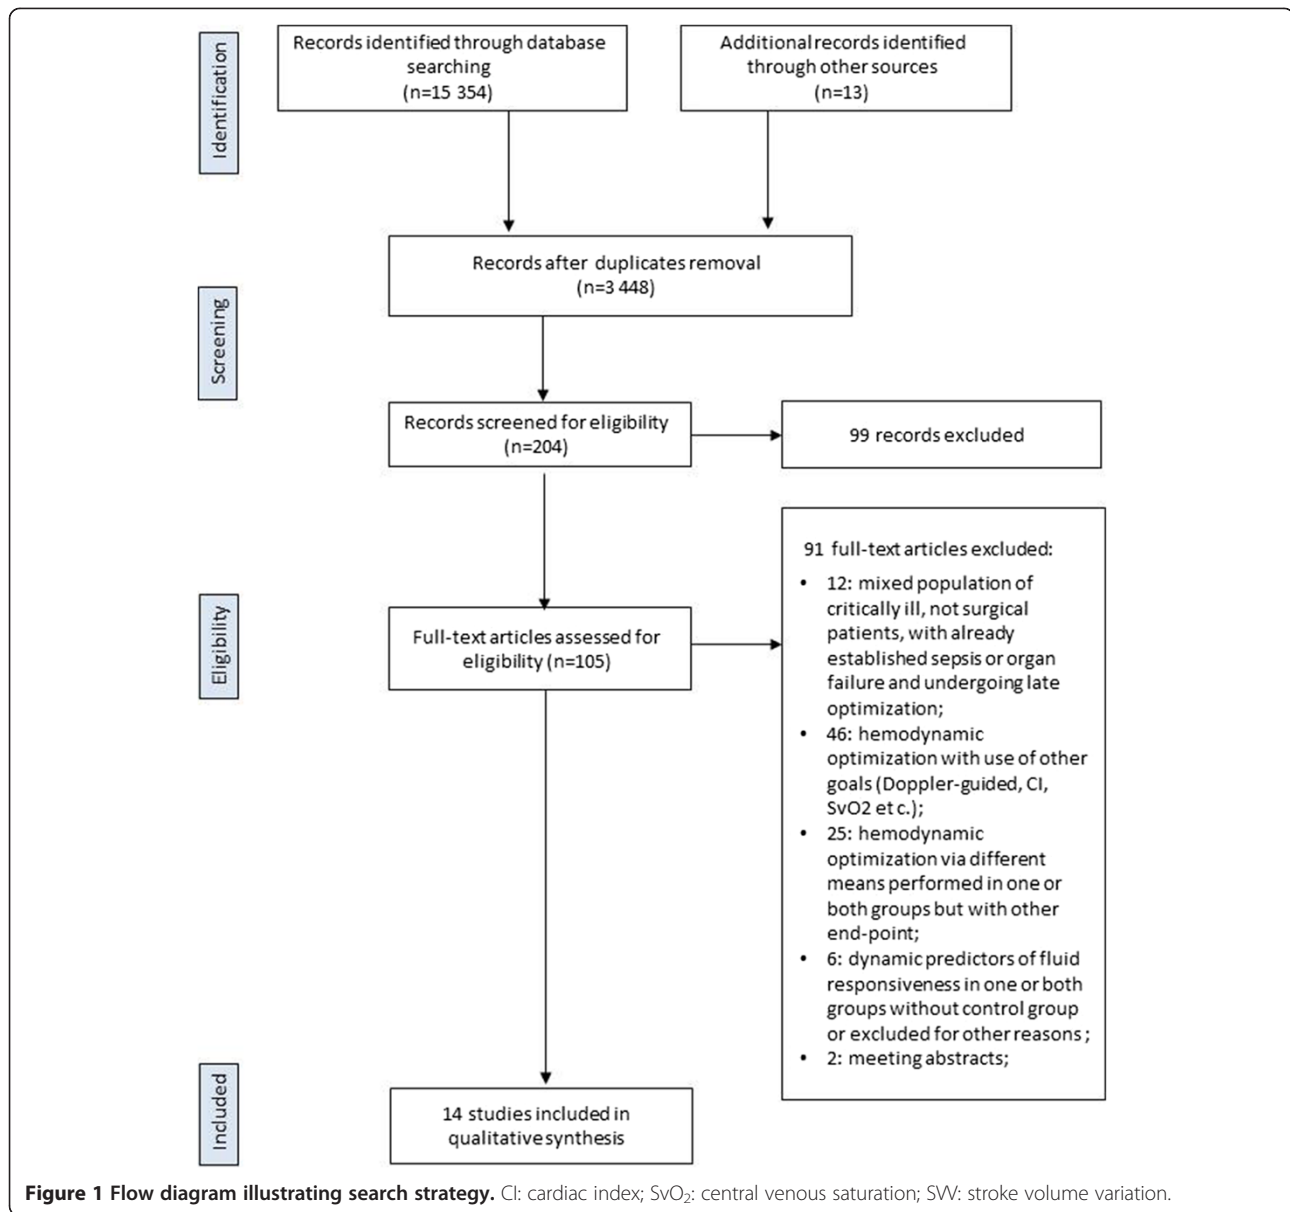 Identification
Records identified through database
searching
(n=15 354)
Additional records identified
through other sources
(n=13)
Records after duplicates removal
(n=3 448)
Screening
Records screened for eligibility
(n=204)
99 records excluded
Eligibility
Full-text articles assessed for
eligibility (n=105)
91 full-text articles excluded:
• 12: mixed population of
critically ill, not surgical
patients, with already
established sepsis or organ
failure and undergoing late
optimization;
• 46: hemodynamic
optimization with use of other
goals (Doppler-guided, CI,
SvO2 etc.);
• 25: hemodynamic
optimization via different
means performed in one or
both groups but with other
end-point;
• 6: dynamic predictors of fluid
responsiveness in one or both
groups without control group
or excluded for other reasons;
• 2: meeting abstracts;
Included
14 studies included in
qualitative synthesis
Figure 1 Flow diagram illustrating search strategy. CI: cardiac index; SvO₂: central venous saturation; SVV: stroke volume variation.